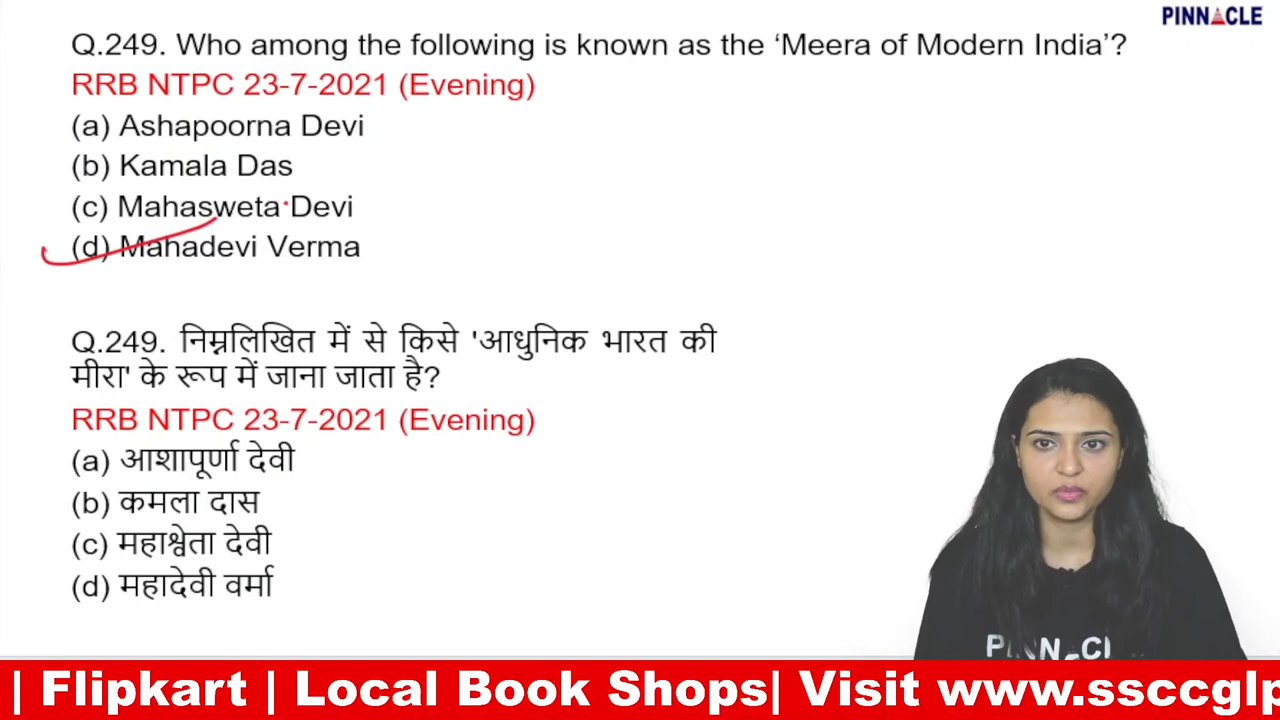 PINNACLE
Q.249. Who among the following is known as the ‘Meera of Modern India’?
RRB NTPC 23-7-2021 (Evening)
(a) Ashapoorna Devi
(b) Kamala Das
(c) Mahasweta Devi
(d) Mahadevi Verma
Q.249. निम्नलिखित में से किसे 'आधुनिक भारत की
मीरा' के रूप में जाना जाता है?
RRB NTPC 23-7-2021 (Evening)
(a) आशापूर्णा देवी
(b) कमला दास
(c) महाश्वेता देवी
(d) महादेवी वर्मा
| Flipkart | Local Book Shops| Visit www.ssccglp